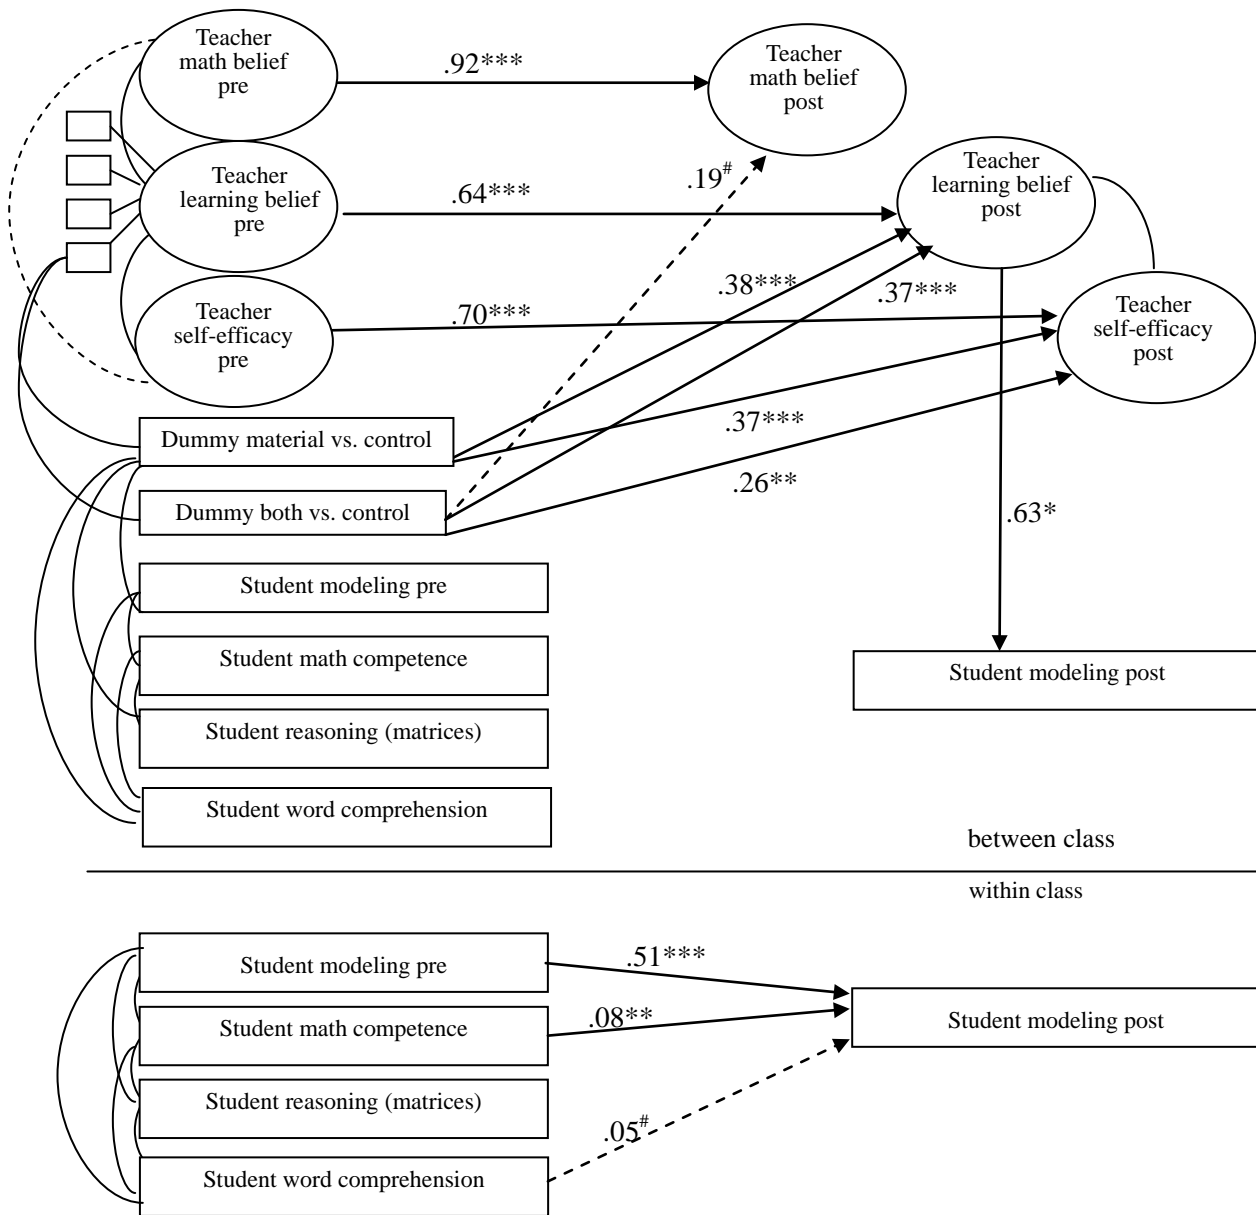 Teacher
math belief
pre
.92***
Teacher
math belief
post
Teacher
learning belief
pre
.64***
.19#
Teacher
learning belief
post
Teacher
self-efficacy
pre
.70***
.38***
.37***
Teacher
self-efficacy
post
Dummy material vs. control
.37***
Dummy both vs. control
.26**
.63*
Student modeling pre
Student math competence
Student modeling post
Student reasoning (matrices)
Student word comprehension
between class
within class
Student modeling pre
.51***
Student math competence
.08**
Student modeling post
Student reasoning (matrices)
.05#
Student word comprehension